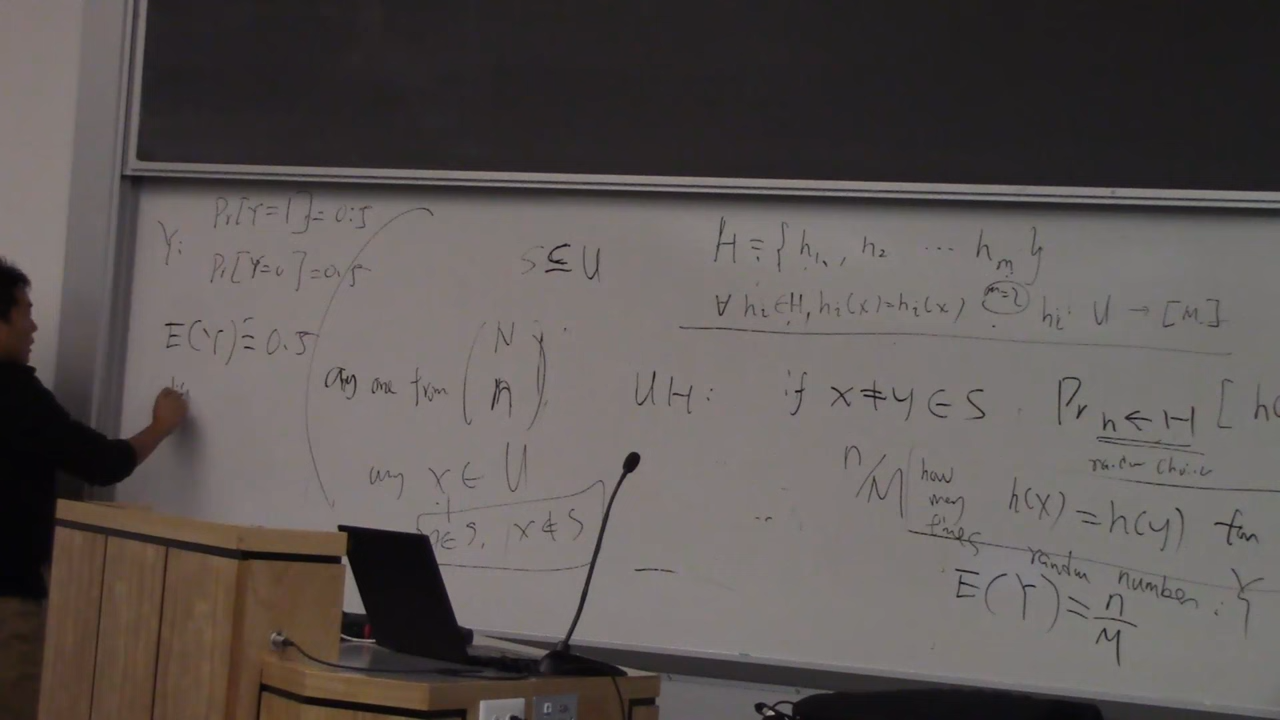 Y:
Pr[Y=1]=0.5
Pr[Y=0]=0.5
E(Y)=0.5
S⊆U
any one from (N n)
any x∈U
x∈S, x∉S
H={h₁, h₂ ... hₘ}
∀ hᵢ∈H, hᵢ(x)=hᵢ(x) m=2 hᵢ: U → [M]
UH: if x≠y∈S. Pr h←H [h(
random choice
n/M how many times h(x)=h(y) for
random number: Y
E(Y)=n/M